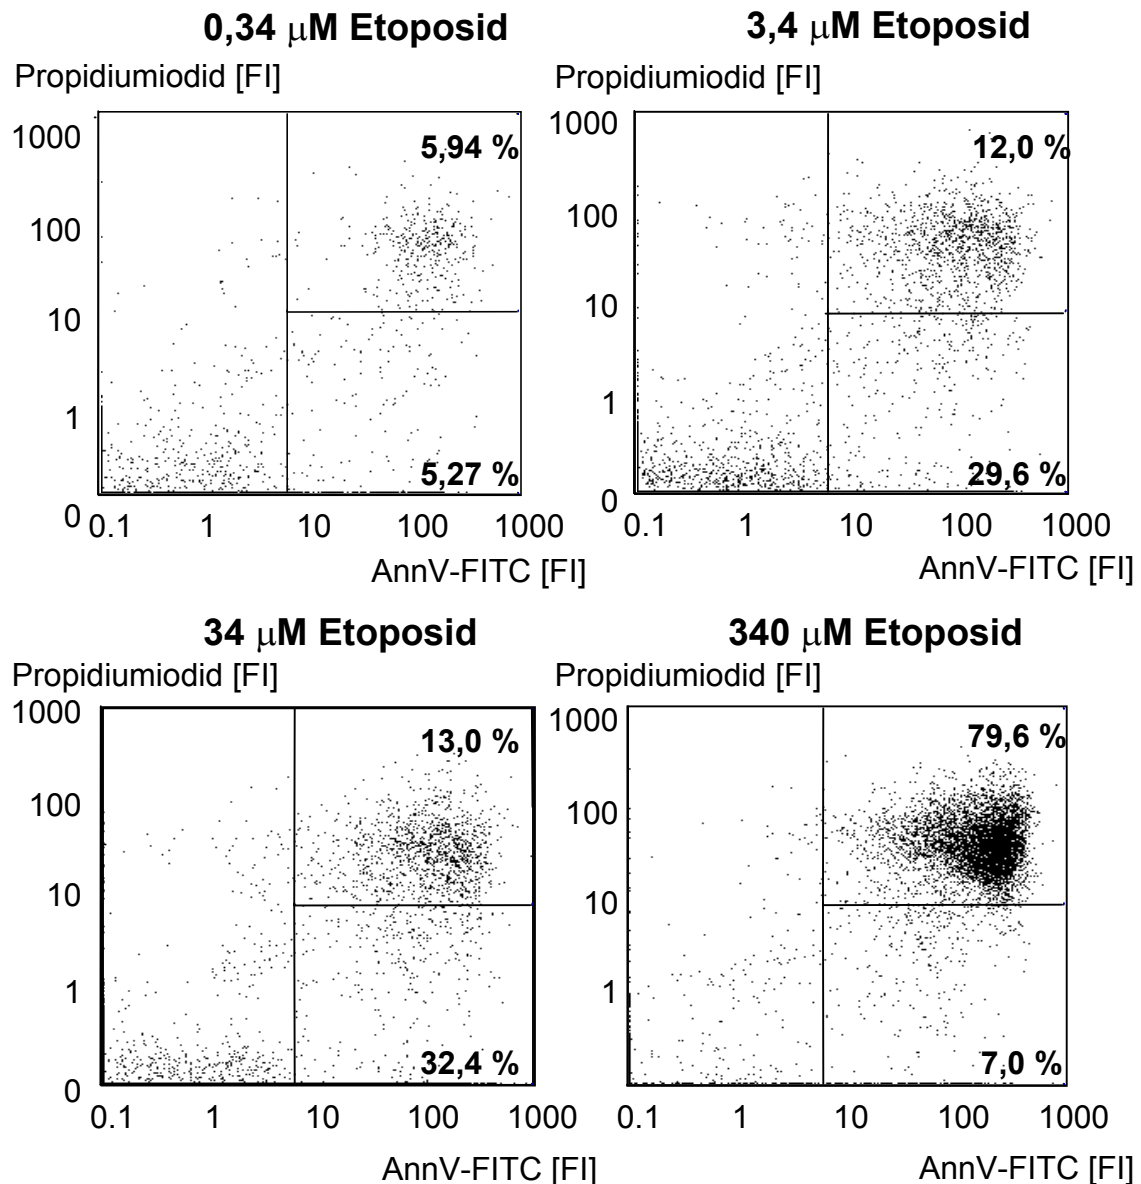 0,34 μM Etoposid
Propidiumiodid [FI]
1000
5,94 %
100
10
1
5,27 %
0
0.1 1 10 100 1000
AnnV-FITC [FI]
3,4 μM Etoposid
Propidiumiodid [FI]
1000
12,0 %
100
10
1
29,6 %
0
0.1 1 10 100 1000
AnnV-FITC [FI]
34 μM Etoposid
Propidiumiodid [FI]
1000
13,0 %
100
10
1
32,4 %
0
0.1 1 10 100 1000
AnnV-FITC [FI]
340 μM Etoposid
Propidiumiodid [FI]
1000
79,6 %
100
10
1
7,0 %
0.1 1 10 100 1000
AnnV-FITC [FI]